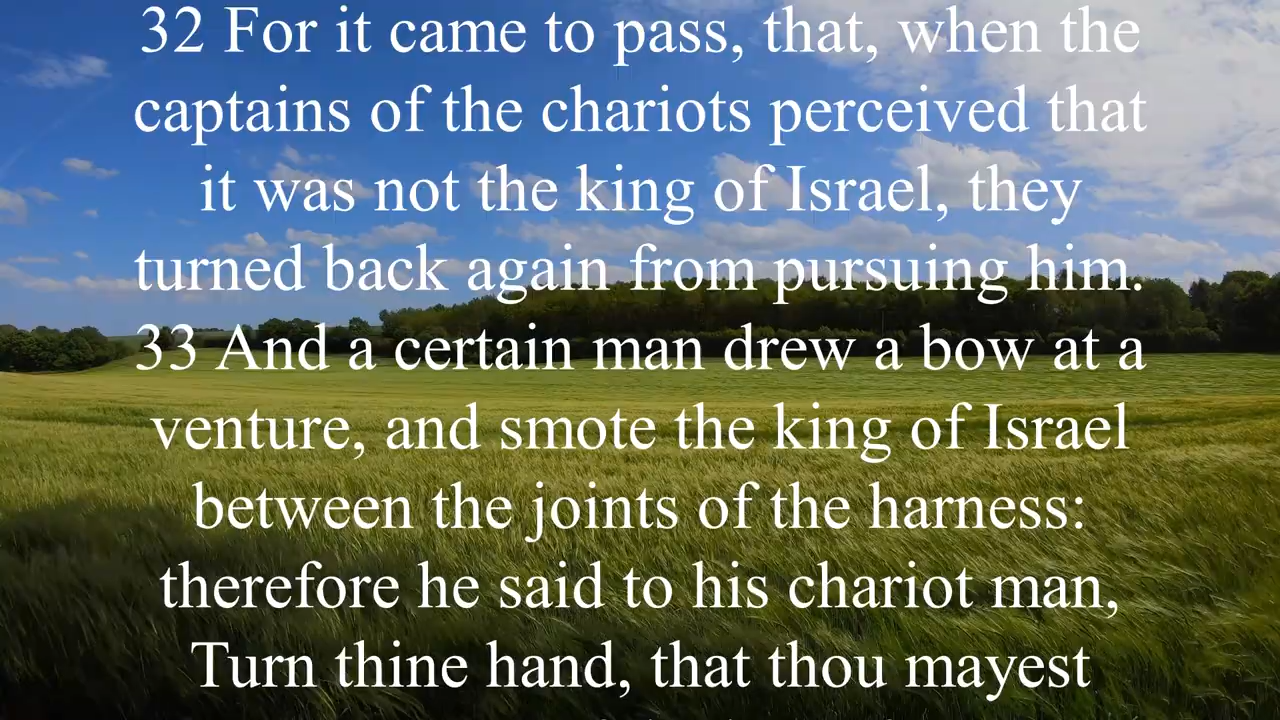 32 For it came to pass, that, when the
captains of the chariots perceived that
it was not the king of Israel, they
turned back again from pursuing him.
33 And a certain man drew a bow at a
venture, and smote the king of Israel
between the joints of the harness:
therefore he said to his chariot man,
Turn thine hand, that thou mayest